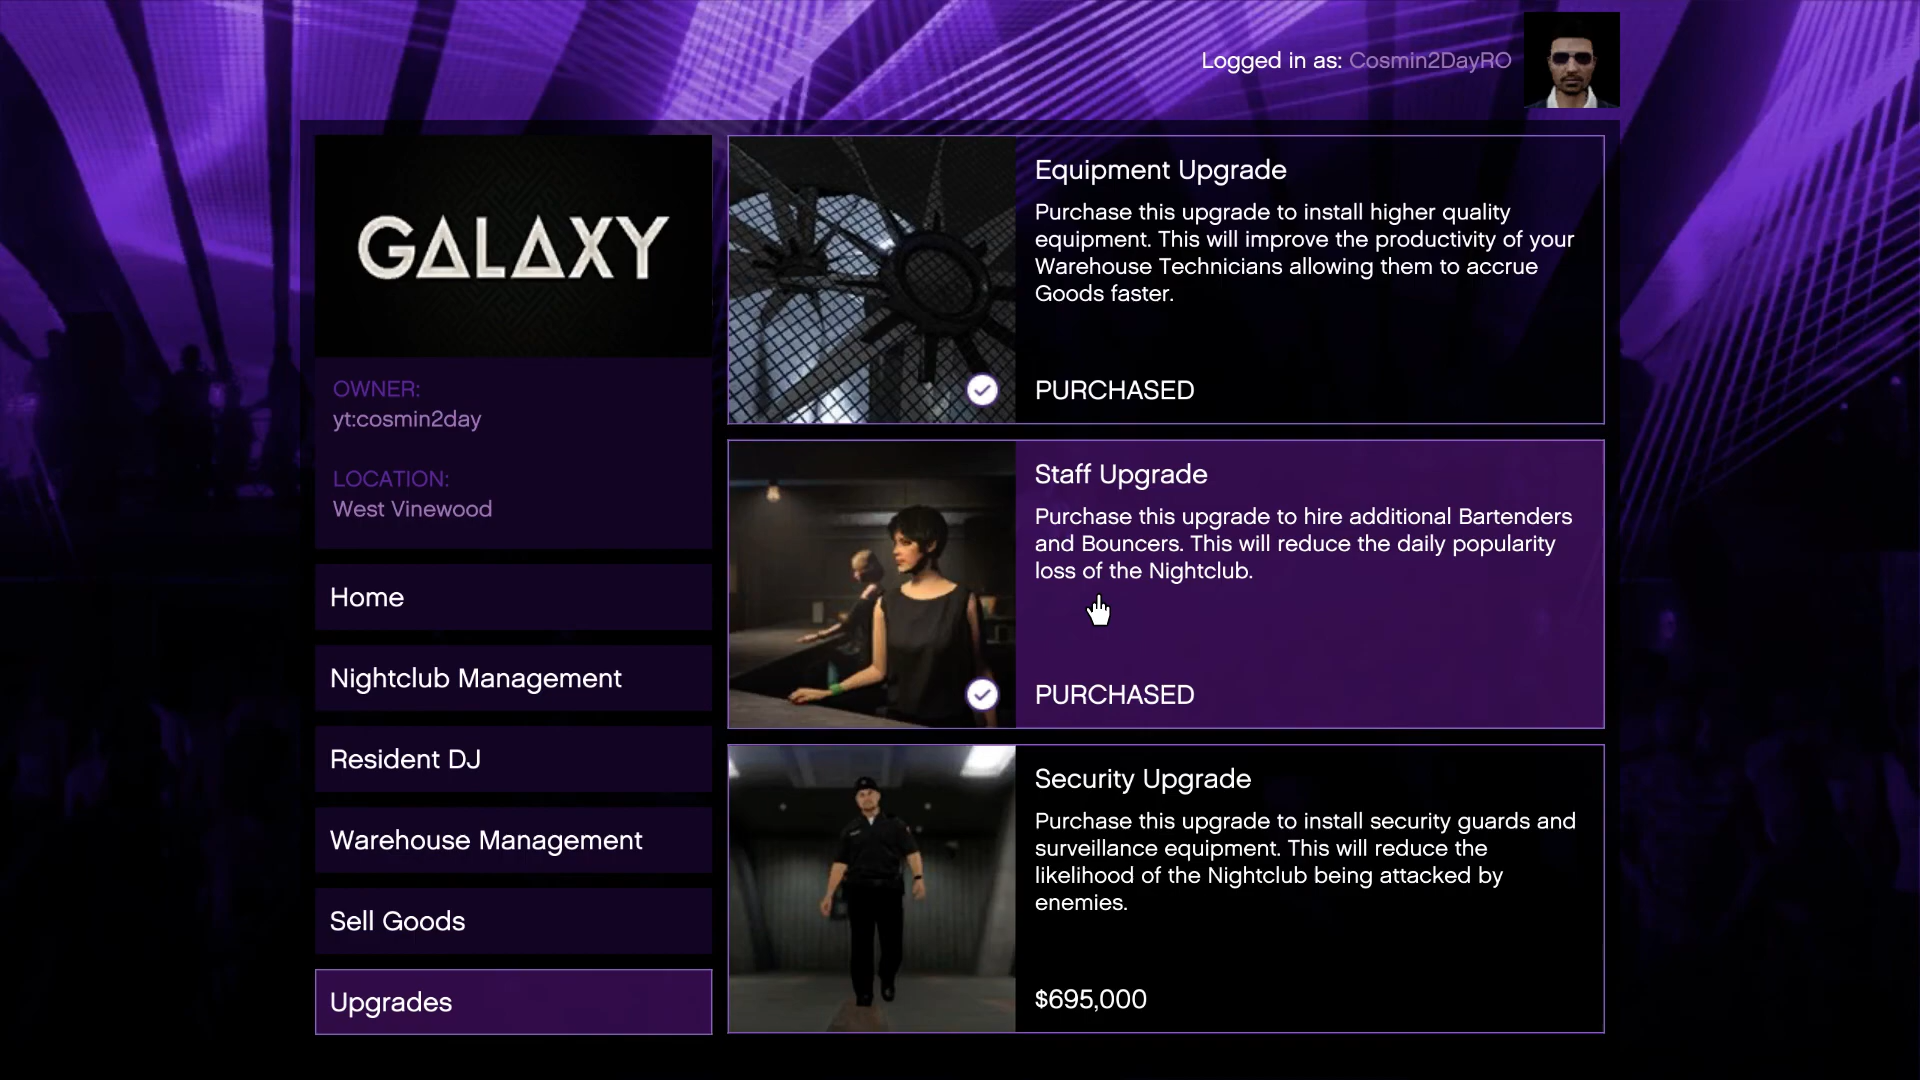 Logged in as: Cosmin2DayRO
GALAXY
OWNER:
yt:cosmin2day
LOCATION:
West Vinewood
Home
Nightclub Management
Resident DJ
Warehouse Management
Sell Goods
Upgrades
Equipment Upgrade
Purchase this upgrade to install higher quality
equipment. This will improve the productivity of your
Warehouse Technicians allowing them to accrue
Goods faster.
PURCHASED
Staff Upgrade
Purchase this upgrade to hire additional Bartenders
and Bouncers. This will reduce the daily popularity
loss of the Nightclub.
PURCHASED
Security Upgrade
Purchase this upgrade to install security guards and
surveillance equipment. This will reduce the
likelihood of the Nightclub being attacked by
enemies.
$695,000